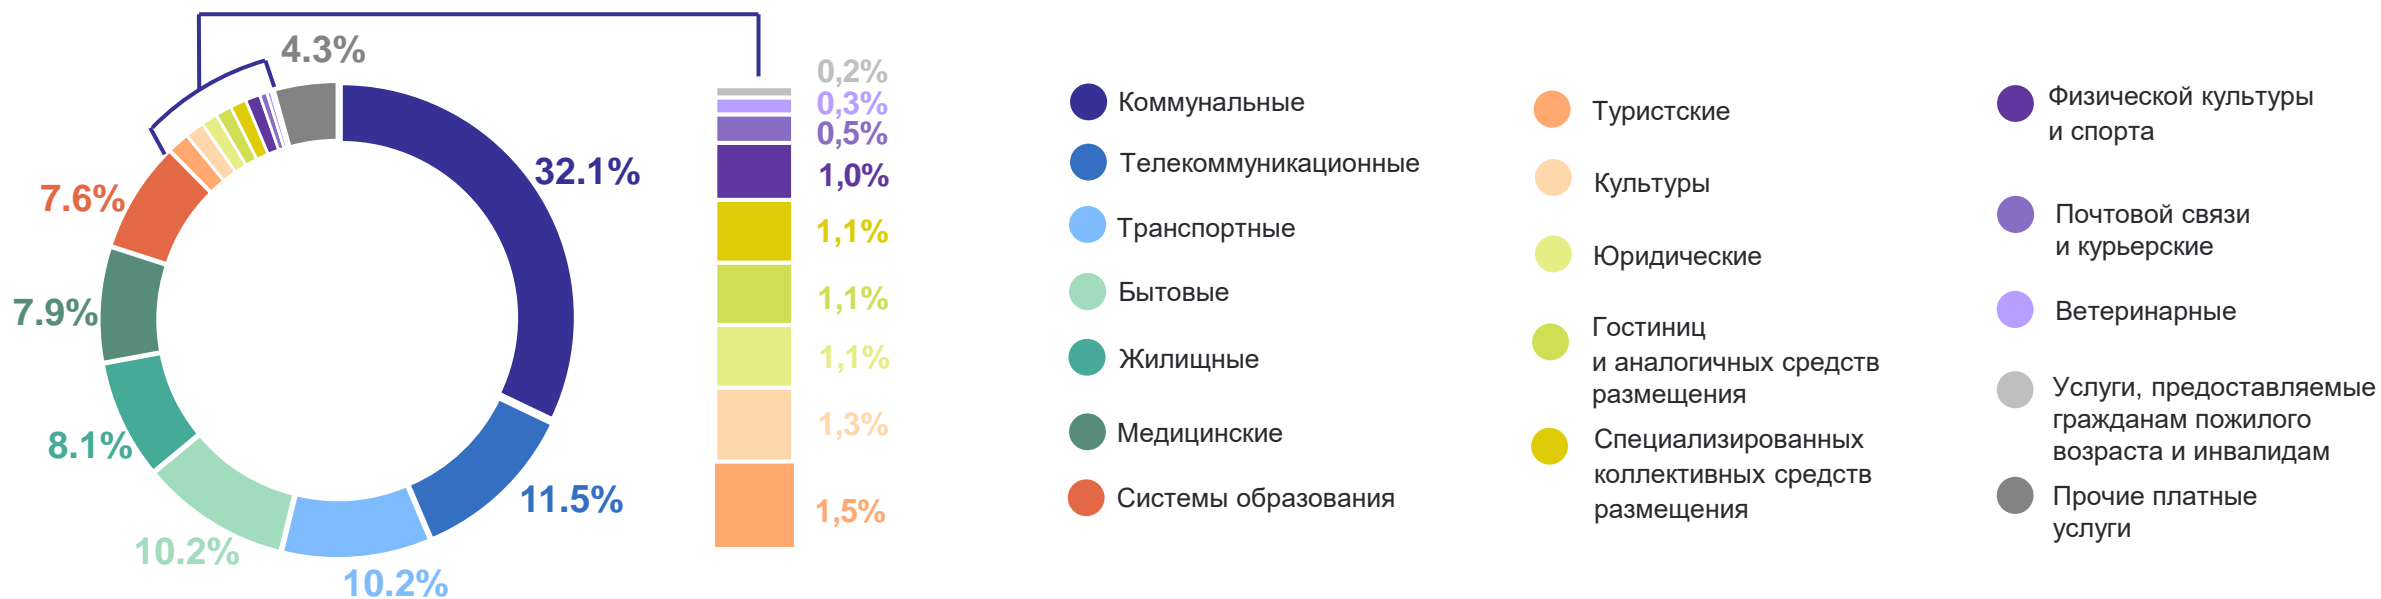 4.3%
32.1%
7.6%
7.9%
8.1%
10.2%
10.2%
11.5%
0,2%
0,3%
0,5%
1,0%
1,1%
1,1%
1,1%
1,3%
1,5%
Коммунальные
Телекоммуникационные
Транспортные
Бытовые
Жилищные
Медицинские
Системы образования
Туристские
Культуры
Юридические
Гостиниц
и аналогичных средств
размещения
Специализированных
коллективных средств
размещения
Физической культуры
и спорта
Почтовой связи
и курьерские
Ветеринарные
Услуги, предоставляемые
гражданам пожилого
возраста и инвалидам
Прочие платные
услуги